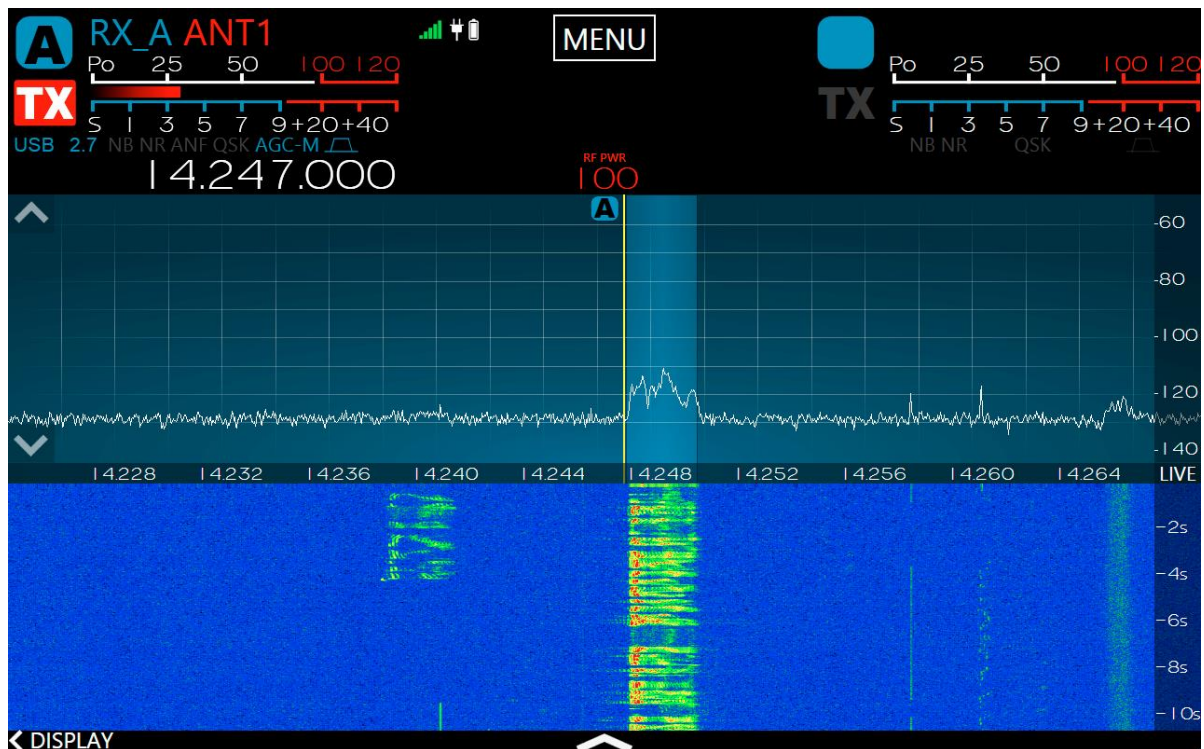 A RX_A ANT1 MENU
Po 25 50 100 120 Po 25 50 100 120
TX TX
S 1 3 5 7 9+20+40 S 1 3 5 7 9+20+40
USB 2.7 NB NR ANF QSK AGC-M NB NR QSK
14.247.000
RF PWR
100
A
-60
-80
-100
-120
-140
14.228 14.232 14.236 14.240 14.244 14.248 14.252 14.256 14.260 14.264 LIVE
-2s
-4s
-6s
-8s
-10s
DISPLAY